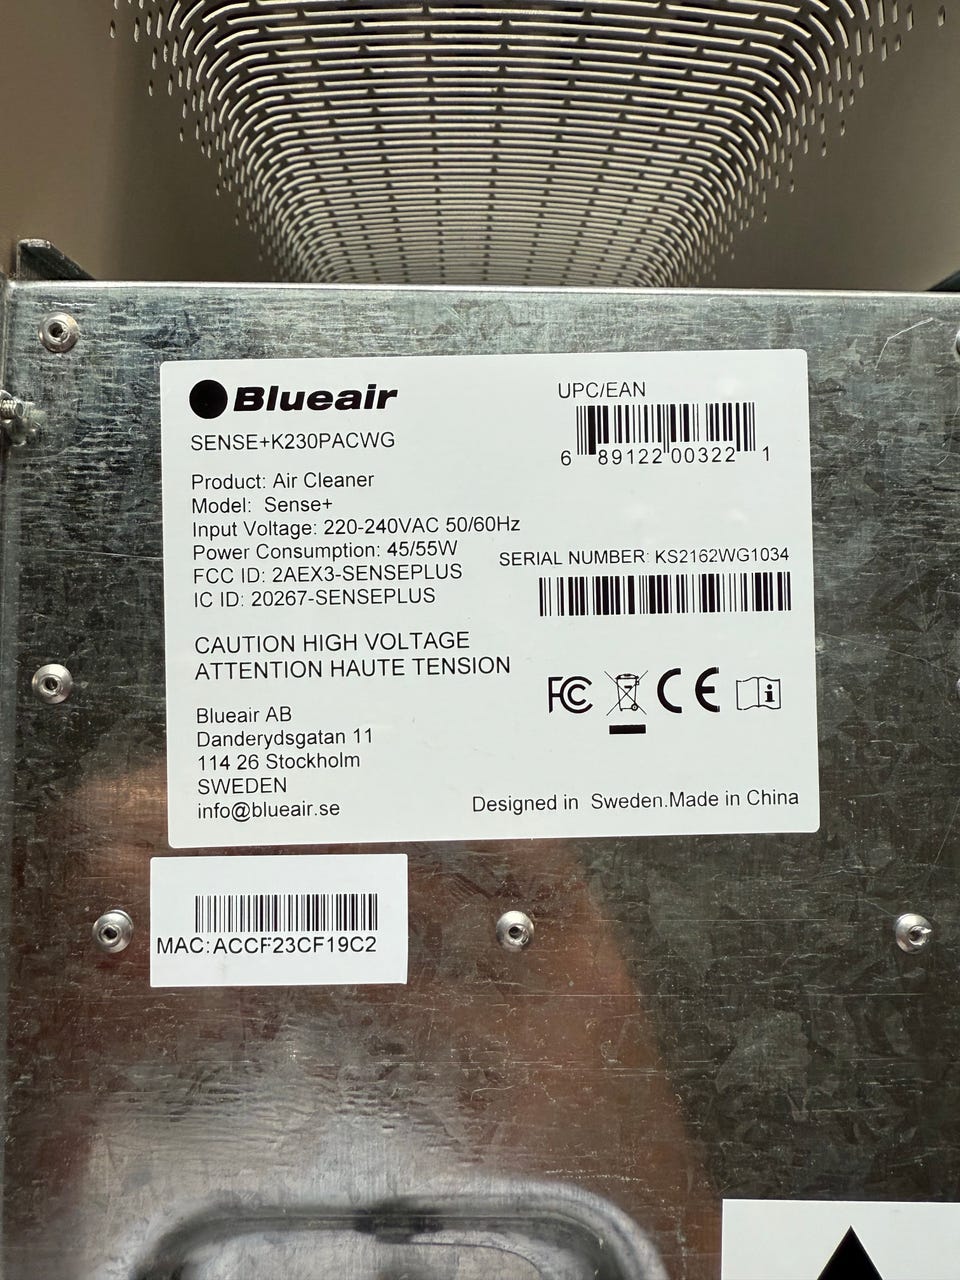 Blueair
SENSE+K230PACWG
Product: Air Cleaner
Model: Sense+
Input Voltage: 220-240VAC 50/60Hz
Power Consumption: 45/55W
FCC ID: 2AEX3-SENSEPLUS
IC ID: 20267-SENSEPLUS
CAUTION HIGH VOLTAGE
ATTENTION HAUTE TENSION
Blueair AB
Danderydsgatan 11
114 26 Stockholm
SWEDEN
info@blueair.se
UPC/EAN
6 89122 00322 1
SERIAL NUMBER: KS2162WG1034
FC CE i
Designed in Sweden.Made in China
MAC:ACCF23CF19C2